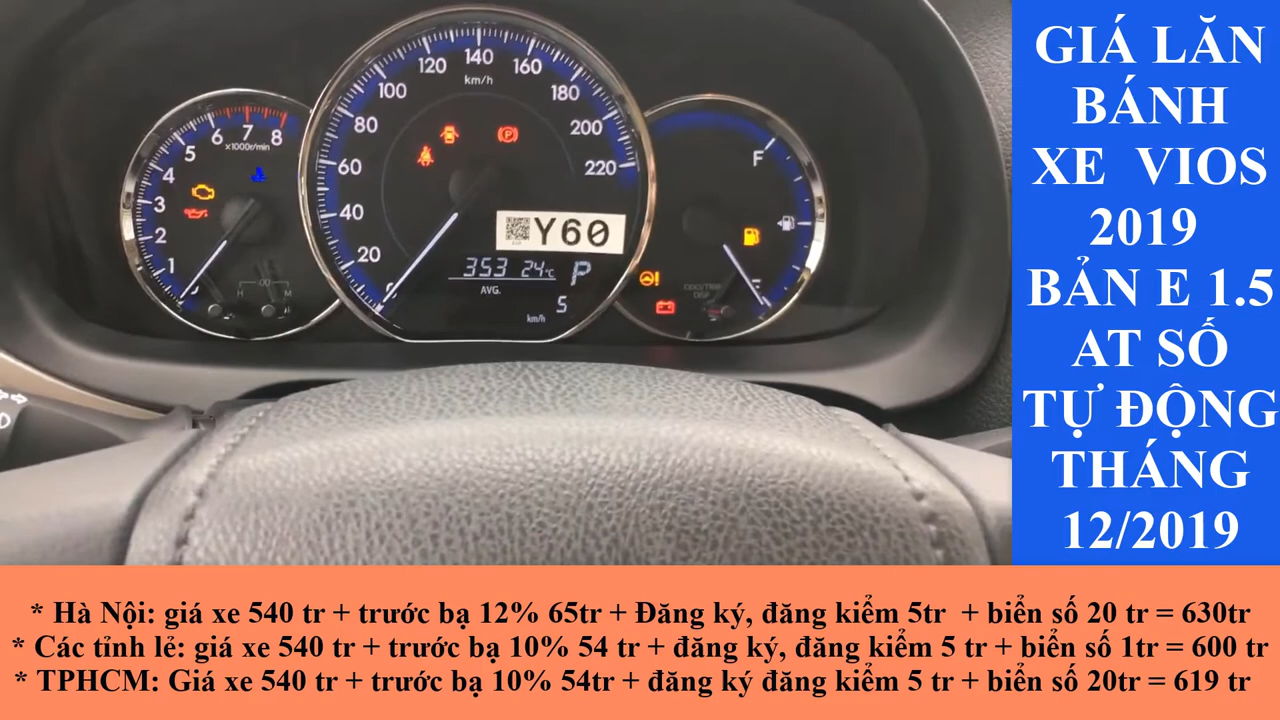 GIÁ LĂN
BÁNH
XE VIOS
2019
BẢN E 1.5
AT SỐ
TỰ ĐỘNG
THÁNG
12/2019
1 2 3 4 5 6 7 8
x1000r/min
H 00 M
0 20 40 60 80 100 120 140 160 180 200 220
km/h
Y60
353 24°C P
AVG.
5
km/h
F
E
ODO/TRIP
DISP
* Hà Nội: giá xe 540 tr + trước bạ 12% 65tr + Đăng ký, đăng kiểm 5tr + biển số 20 tr = 630tr
* Các tỉnh lẻ: giá xe 540 tr + trước bạ 10% 54 tr + đăng ký, đăng kiểm 5 tr + biển số 1tr = 600 tr
* TPHCM: Giá xe 540 tr + trước bạ 10% 54tr + đăng ký đăng kiểm 5 tr + biển số 20tr = 619 tr